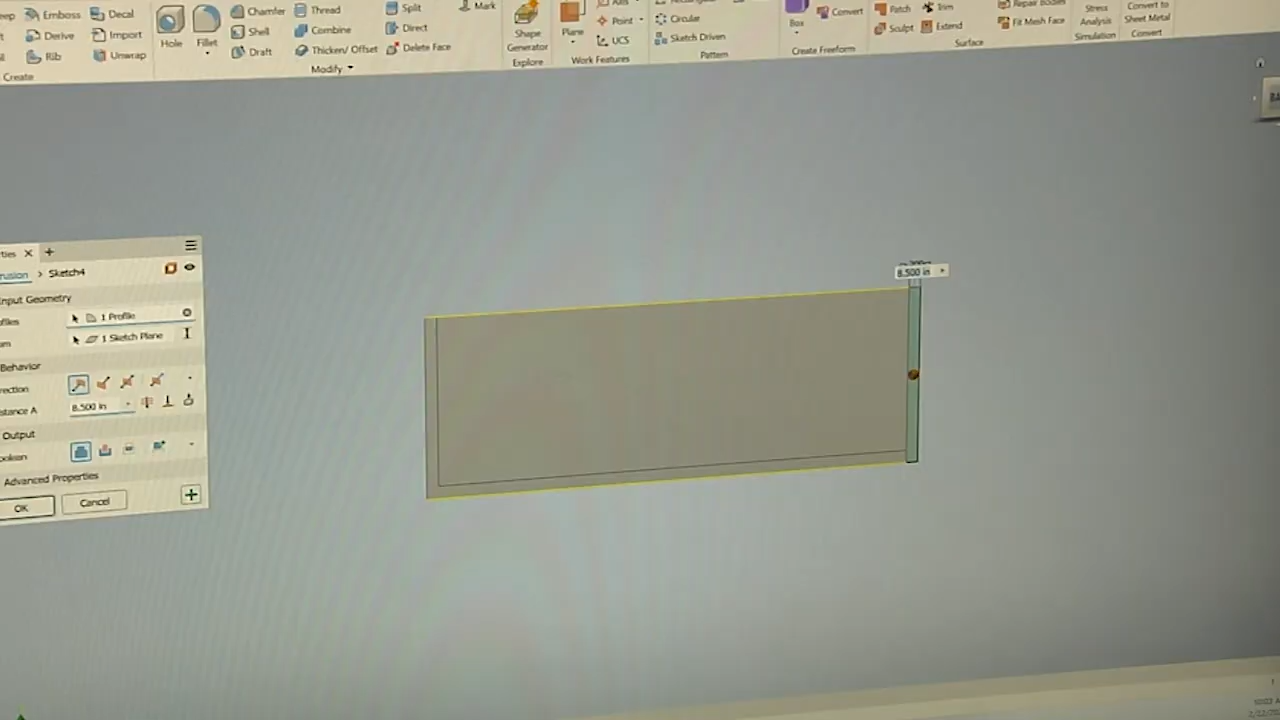 Emboss Decal
Derive Import
Rib Unwrap
Create
Hole
Fillet
Chamfer Thread Split
Shell Combine Direct
Draft Thicken/ Offset Delete Face
Modify
Mark
Shape
Generator
Explore
Plane
Point
UCS
Work Features
Circular
Sketch Driven
Pattern
Box
Convert
Create Freeform
Patch Trim
Sculpt Extend
Fit Mesh Face
Surface
Stress
Analysis
Simulation
Convert to
Sheet Metal
Convert
Sketch4
Input Geometry
1 Profile
1 Sketch Plane
Behavior
8.500 in
Output
Advanced Properties
OK Cancel
8.500 in